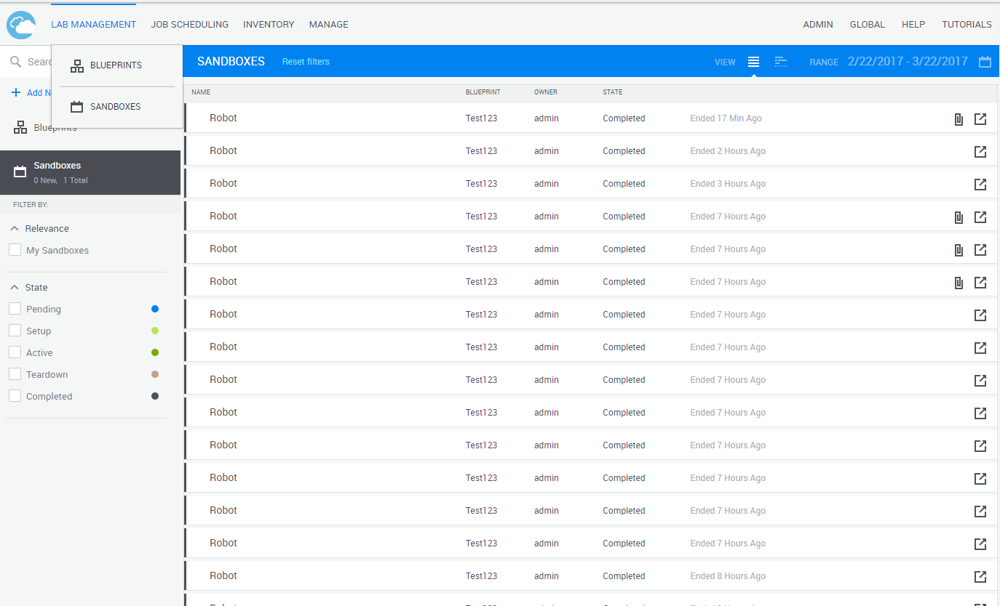 LAB MANAGEMENT JOB SCHEDULING INVENTORY MANAGE ADMIN GLOBAL HELP TUTORIALS
BLUEPRINTS
SANDBOXES
Add
Blueprints
Sandboxes
0 New, 1 Total
FILTER BY:
Relevance
My Sandboxes
State
Pending
Setup
Active
Teardown
Completed
SANDBOXES Reset filters VIEW RANGE 2/22/2017 - 3/22/2017
NAME BLUEPRINT OWNER STATE
Robot Test123 admin Completed Ended 17 Min Ago
Robot Test123 admin Completed Ended 2 Hours Ago
Robot Test123 admin Completed Ended 3 Hours Ago
Robot Test123 admin Completed Ended 7 Hours Ago
Robot Test123 admin Completed Ended 7 Hours Ago
Robot Test123 admin Completed Ended 7 Hours Ago
Robot Test123 admin Completed Ended 7 Hours Ago
Robot Test123 admin Completed Ended 7 Hours Ago
Robot Test123 admin Completed Ended 7 Hours Ago
Robot Test123 admin Completed Ended 7 Hours Ago
Robot Test123 admin Completed Ended 7 Hours Ago
Robot Test123 admin Completed Ended 7 Hours Ago
Robot Test123 admin Completed Ended 7 Hours Ago
Robot Test123 admin Completed Ended 7 Hours Ago
Robot Test123 admin Completed Ended 8 Hours Ago